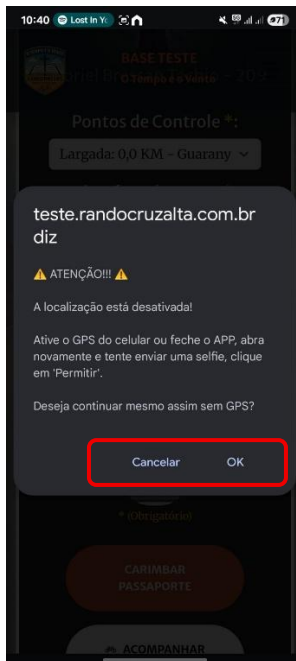 10:40 Lost In Yo 71
BASE TESTE
O Tempo e o Vento
Pontos de Controle *:
Largada: 0,0 KM - Guarany
teste.randocruzalta.com.br
diz
⚠️ ATENÇÃO!!! ⚠️
A localização está desativada!
Ative o GPS do celular ou feche o APP, abra
novamente e tente enviar uma selfie, clique
em 'Permitir'.
Deseja continuar mesmo assim sem GPS?
Cancelar OK
* (Obrigatório)
CARIMBAR
PASSAPORTE
ACOMPANHAR